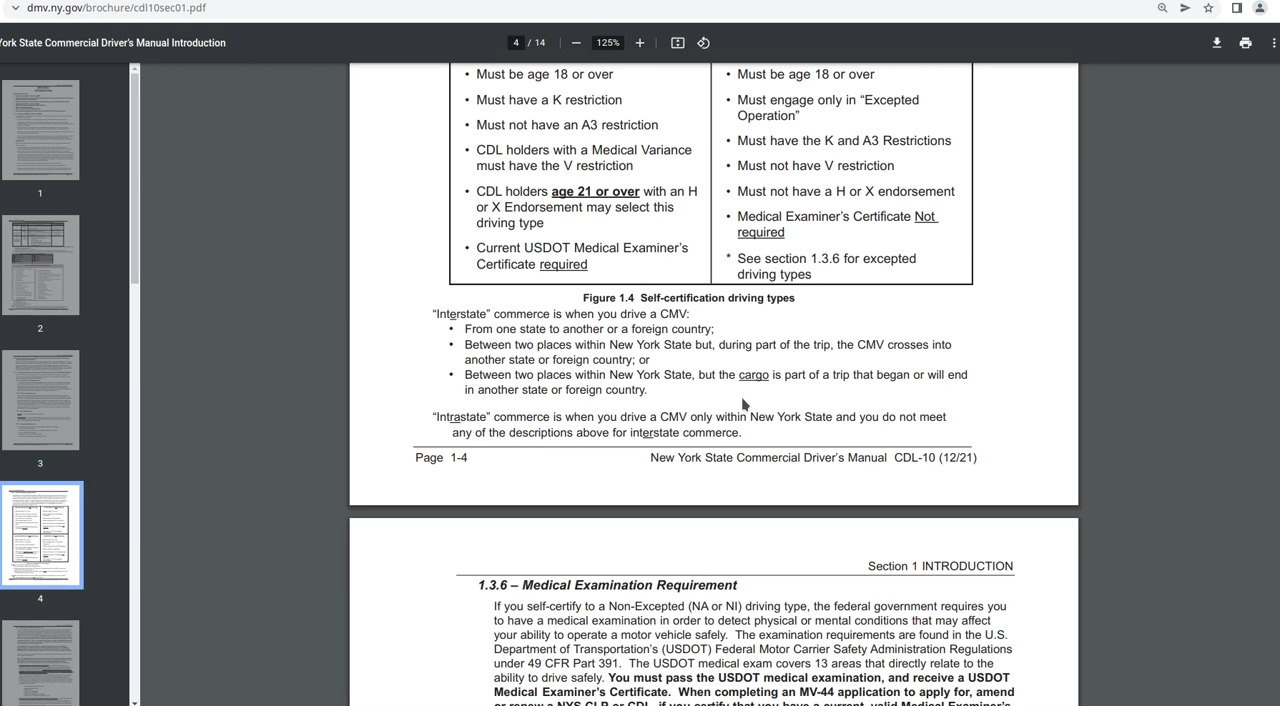 dmv.ny.gov/brochure/cdl10sec01.pdf
York State Commercial Driver's Manual Introduction
4 / 14
125%
1
2
3
4
• Must be age 18 or over
• Must have a K restriction
• Must not have an A3 restriction
• CDL holders with a Medical Variance
must have the V restriction
• CDL holders age 21 or over with an H
or X Endorsement may select this
driving type
• Current USDOT Medical Examiner's
Certificate required
• Must be age 18 or over
• Must engage only in “Excepted
Operation”
• Must have the K and A3 Restrictions
• Must not have V restriction
• Must not have a H or X endorsement
• Medical Examiner's Certificate Not
required
* See section 1.3.6 for excepted
driving types
Figure 1.4 Self-certification driving types
“Interstate” commerce is when you drive a CMV:
• From one state to another or a foreign country;
• Between two places within New York State but, during part of the trip, the CMV crosses into
another state or foreign country; or
• Between two places within New York State, but the cargo is part of a trip that began or will end
in another state or foreign country.
“Intrastate” commerce is when you drive a CMV only within New York State and you do not meet
any of the descriptions above for interstate commerce.
Page 1-4 New York State Commercial Driver's Manual CDL-10 (12/21)
Section 1 INTRODUCTION
1.3.6 – Medical Examination Requirement
If you self-certify to a Non-Excepted (NA or NI) driving type, the federal government requires you
to have a medical examination in order to detect physical or mental conditions that may affect
your ability to operate a motor vehicle safely. The examination requirements are found in the U.S.
Department of Transportation's (USDOT) Federal Motor Carrier Safety Administration Regulations
under 49 CFR Part 391. The USDOT medical exam covers 13 areas that directly relate to the
ability to drive safely. You must pass the USDOT medical examination, and receive a USDOT
Medical Examiner's Certificate. When completing an MV-44 application to apply for, amend
or renew a NYS CLP or CDL, if you certify that you have a current, valid Medical Examiner's